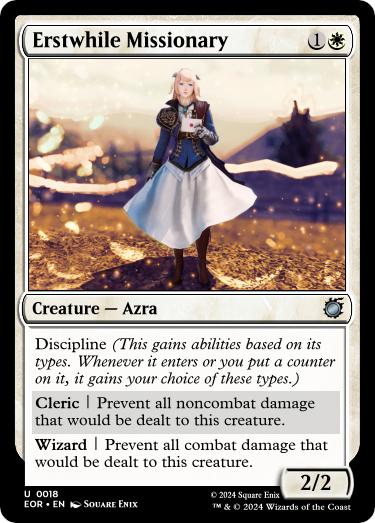 Erstwhile Missionary 1
Creature — Azra
Discipline (This gains abilities based on its
types. Whenever it enters or you put a counter
on it, it gains your choice of these types.)
Cleric | Prevent all noncombat damage
that would be dealt to this creature.
Wizard | Prevent all combat damage that
would be dealt to this creature.
2/2
U 0018
EOR • EN SQUARE ENIX
© 2024 Square Enix
™ & © 2024 Wizards of the Coast